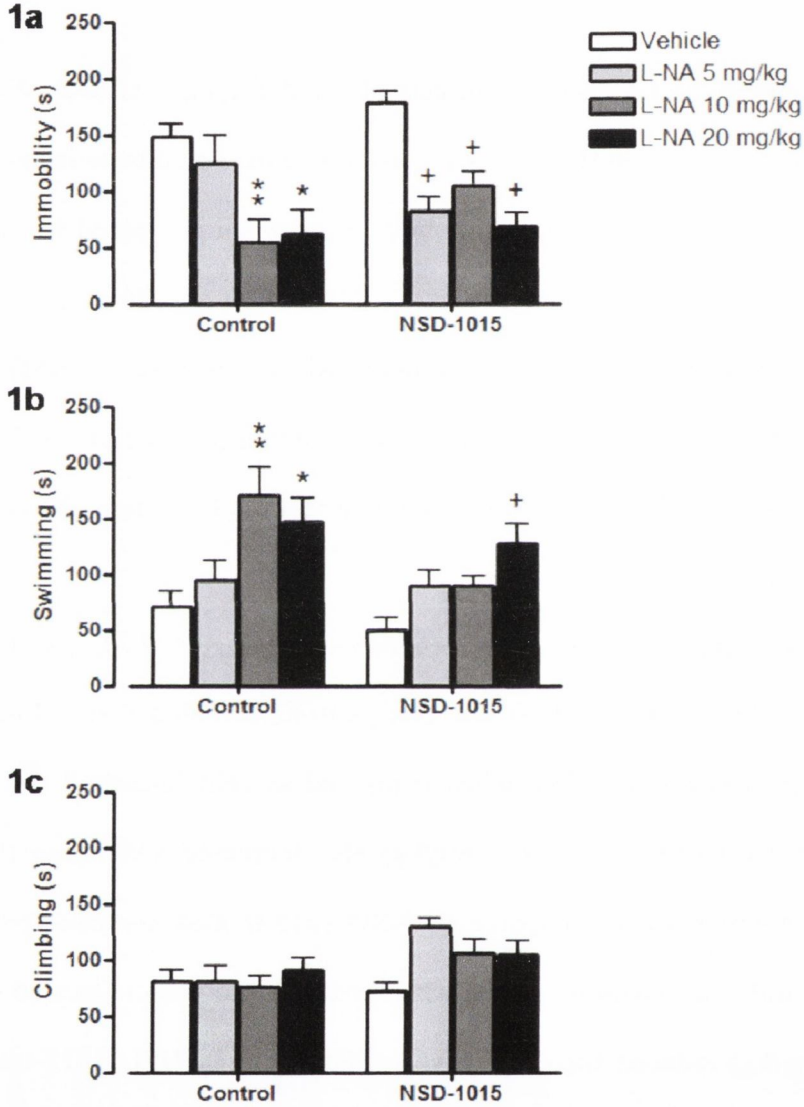 1a
Immobility (s)
250
200
150
100
50
0
* *
*
+
+
+
Control
NSD-1015
Vehicle
L-NA 5 mg/kg
L-NA 10 mg/kg
L-NA 20 mg/kg
1b
Swimming (s)
250
200
150
100
50
0
* *
*
+
Control
NSD-1015
1c
Climbing (s)
250
200
150
100
50
0
Control
NSD-1015